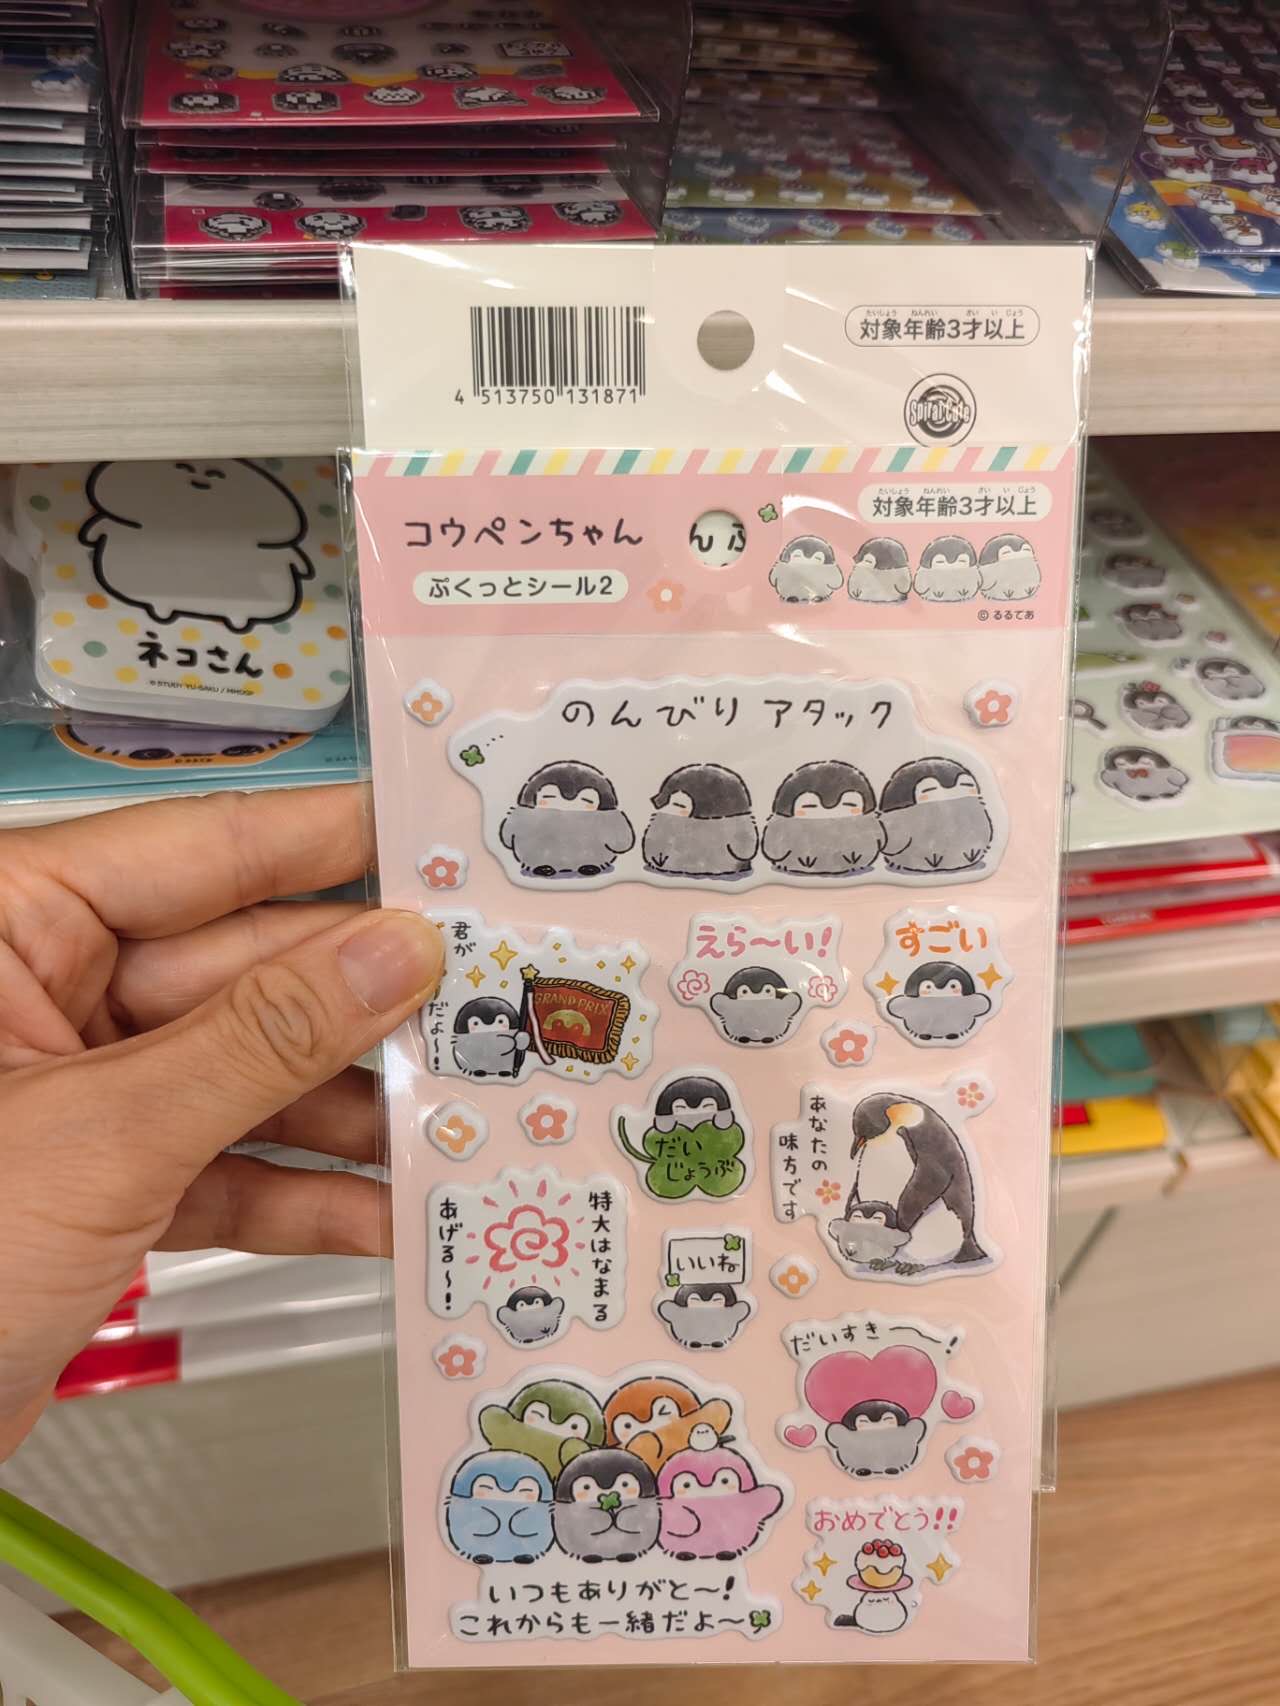 4 513750 131871
たいしょう ねんれい さい いじょう
対象年齢3才以上
Spiral Cute
たいしょう ねんれい さい いじょう
対象年齢3才以上
コウペンちゃん
んぷ
ぷくっとシール2
© るるてあ
ネコさん
© STUDY YU-SAKU / MHOSP
のんびりアタック
君が
だよ〜!
GRAND PRIX
えら〜い!
すごい
だい
じょうぶ
あなたの
味方です
特大はなまる
あげる〜!
いいね
だいすき〜!
いつもありがと〜!
これからも一緒だよ〜
おめでとう!!